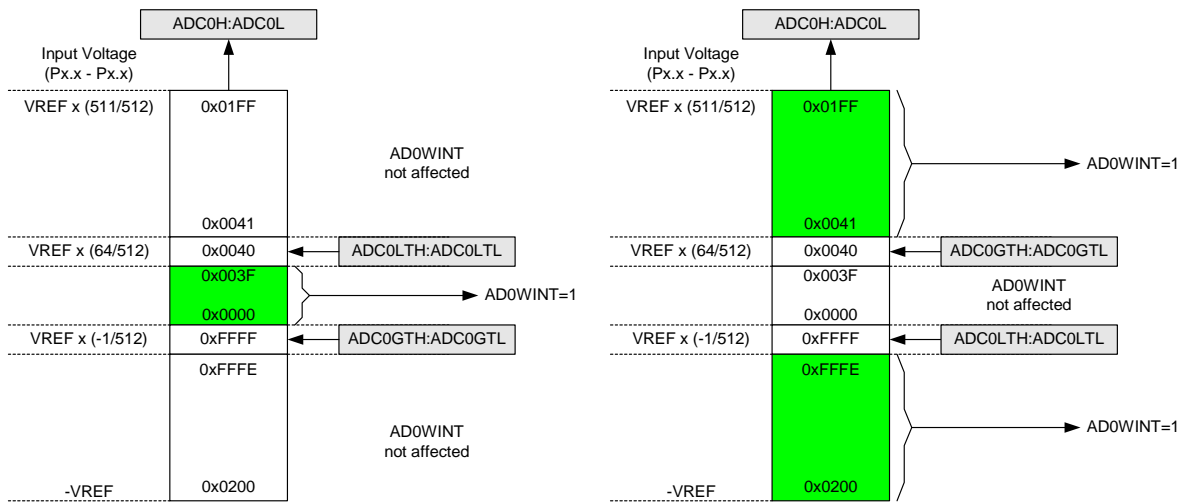 ADC0H:ADC0L
Input Voltage
(Px.x - Px.x)
VREF x (511/512)
0x01FF
AD0WINT
not affected
0x0041
VREF x (64/512)
0x0040
ADC0LTH:ADC0LTL
0x003F
AD0WINT=1
0x0000
VREF x (-1/512)
0xFFFF
ADC0GTH:ADC0GTL
0xFFFE
AD0WINT
not affected
-VREF
0x0200
ADC0H:ADC0L
Input Voltage
(Px.x - Px.x)
VREF x (511/512)
0x01FF
AD0WINT=1
0x0041
VREF x (64/512)
0x0040
ADC0GTH:ADC0GTL
0x003F
AD0WINT
not affected
0x0000
VREF x (-1/512)
0xFFFF
ADC0LTH:ADC0LTL
0xFFFE
AD0WINT=1
-VREF
0x0200